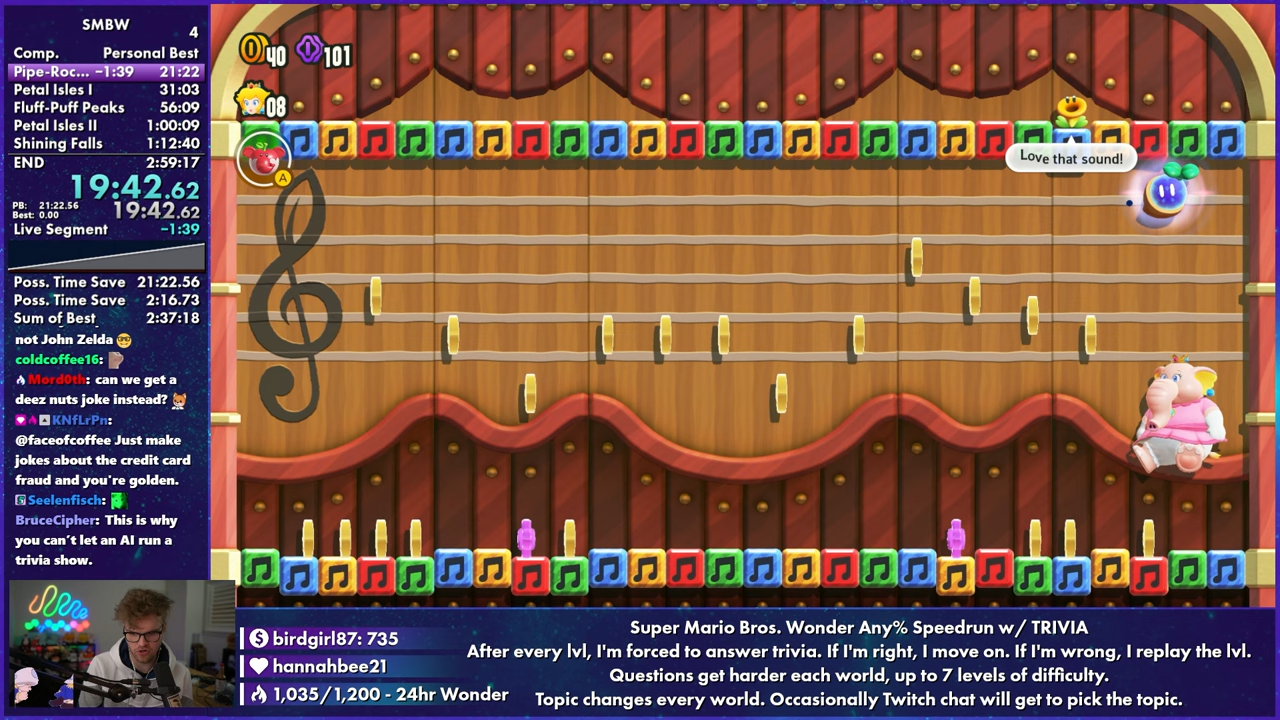 SMBW
4
Comp. Personal Best
Pipe-Roc... −1:39 21:22
Petal Isles I 31:03
Fluff-Puff Peaks 56:09
Petal Isles II 1:00:09
Shining Falls 1:12:40
END 2:59:17
19:42.62
PB: 21:22.56
Best: 0.00
19:42.62
Live Segment −1:39
Poss. Time Save 21:22.56
Poss. Time Save 2:16.73
Sum of Best 2:37:18
not John Zelda
coldcoffee16:
Mord0th: can we get a
deez nuts joke instead?
KNfLrPn:
@faceofcoffee Just make
jokes about the credit card
fraud and you're golden.
Seelenfisch:
BruceCipher: This is why
you can't let an AI run a
trivia show.
40 101
08
A
Love that sound!
$ birdgirl87: 735
hannahbee21
1,035/1,200 - 24hr Wonder
Super Mario Bros. Wonder Any% Speedrun w/ TRIVIA
After every lvl, I'm forced to answer trivia. If I'm right, I move on. If I'm wrong, I replay the lvl.
Questions get harder each world, up to 7 levels of difficulty.
Topic changes every world. Occasionally Twitch chat will get to pick the topic.